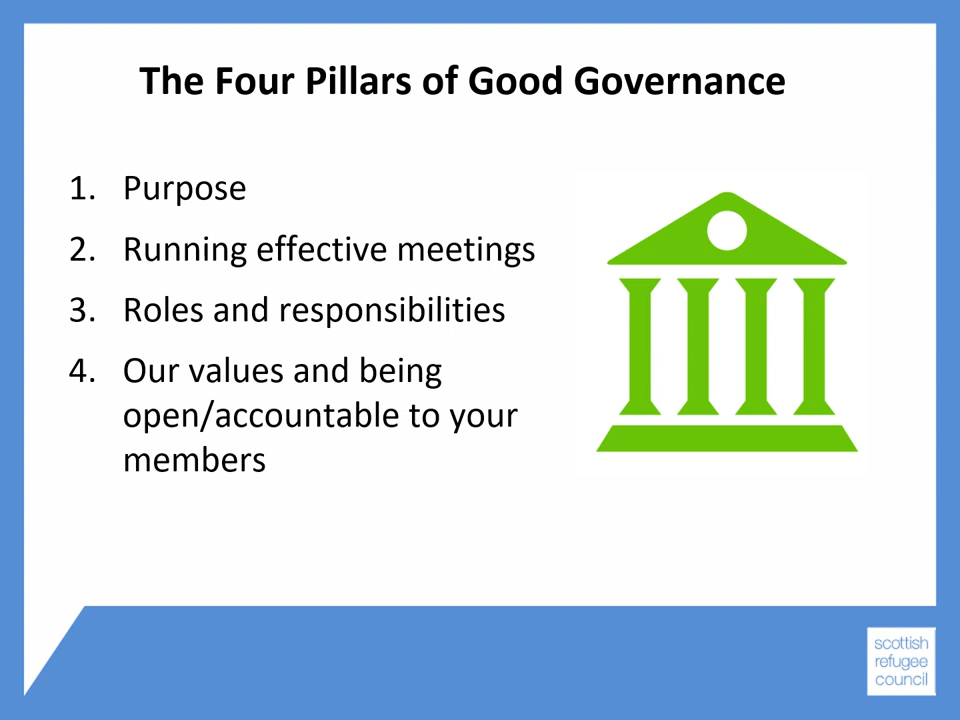 The Four Pillars of Good Governance
1. Purpose
2. Running effective meetings
3. Roles and responsibilities
4. Our values and being
open/accountable to your
members
scottish
refugee
council